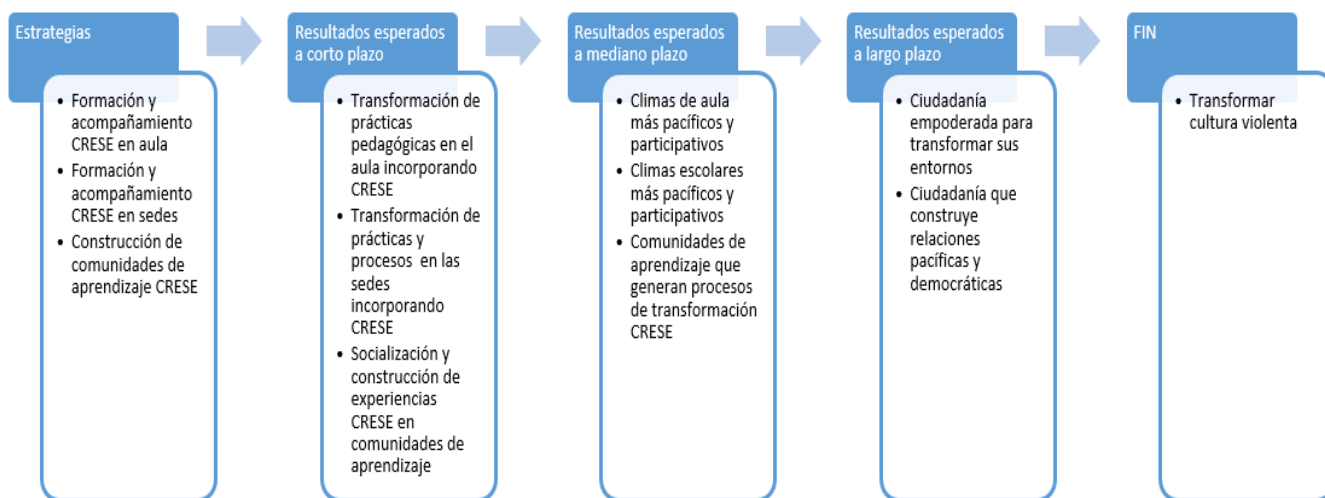 Estrategias
• Formación y
acompañamiento
CRESE en aula
• Formación y
acompañamiento
CRESE en sedes
• Construcción de
comunidades de
aprendizaje CRESE
Resultados esperados
a corto plazo
• Transformación de
prácticas
pedagógicas en el
aula incorporando
CRESE
• Transformación de
prácticas y
procesos en las
sedes
incorporando
CRESE
• Socialización y
construcción de
experiencias
CRESE en
comunidades de
aprendizaje
Resultados esperados
a mediano plazo
• Climas de aula
más pacíficos y
participativos
• Climas escolares
más pacíficos y
participativos
• Comunidades de
aprendizaje que
generan procesos
de transformación
CRESE
Resultados esperados
a largo plazo
• Ciudadanía
empoderada para
transformar sus
entornos
• Ciudadanía que
construye
relaciones
pacíficas y
democráticas
FIN
• Transformar
cultura violenta